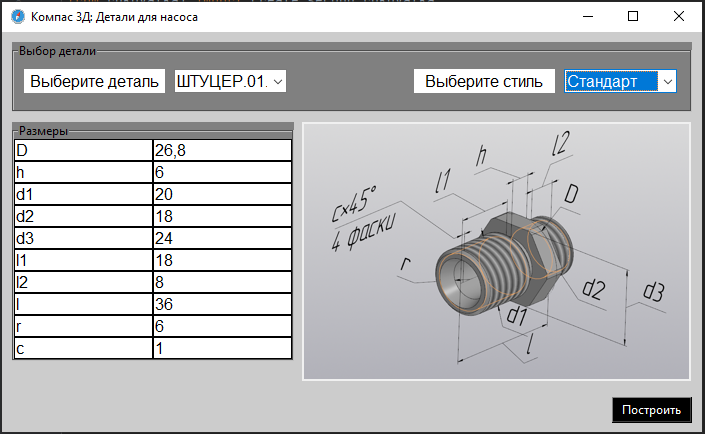 Компас 3Д: Детали для насоса
Выбор детали
Выберите деталь ШТУЦЕР.01. Выберите стиль Стандарт
Размеры
D 26,8
h 6
d1 20
d2 18
d3 24
l1 18
l2 8
l 36
r 6
c 1
l2
h
l1
D
c×45°
4 фаски
r
d2
d3
d1
l
Построить